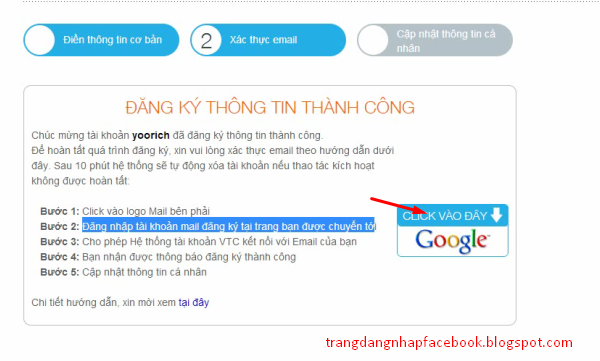 Điền thông tin cơ bản
2 Xác thực email
Cập nhật thông tin cá
nhân
ĐĂNG KÝ THÔNG TIN THÀNH CÔNG
Chúc mừng tài khoản yoorich đã đăng ký thông tin thành công.
Để hoàn tất quá trình đăng ký, xin vui lòng xác thực email theo hướng dẫn dưới
đây. Sau 10 phút hệ thống sẽ tự động xóa tài khoản nếu thao tác kích hoạt
không được hoàn tất:
Bước 1: Click vào logo Mail bên phải
Bước 2: Đăng nhập tài khoản mail đăng ký tại trang bạn được chuyển tới
Bước 3: Cho phép Hệ thống tài khoản VTC kết nối với Email của bạn
Bước 4: Bạn nhận được thông báo đăng ký thành công
Bước 5: Cập nhật thông tin cá nhân
CLICK VÀO ĐÂY
Google
Chi tiết hướng dẫn, xin mời xem tại đây
trangdangnhapfacebook.blogspot.com